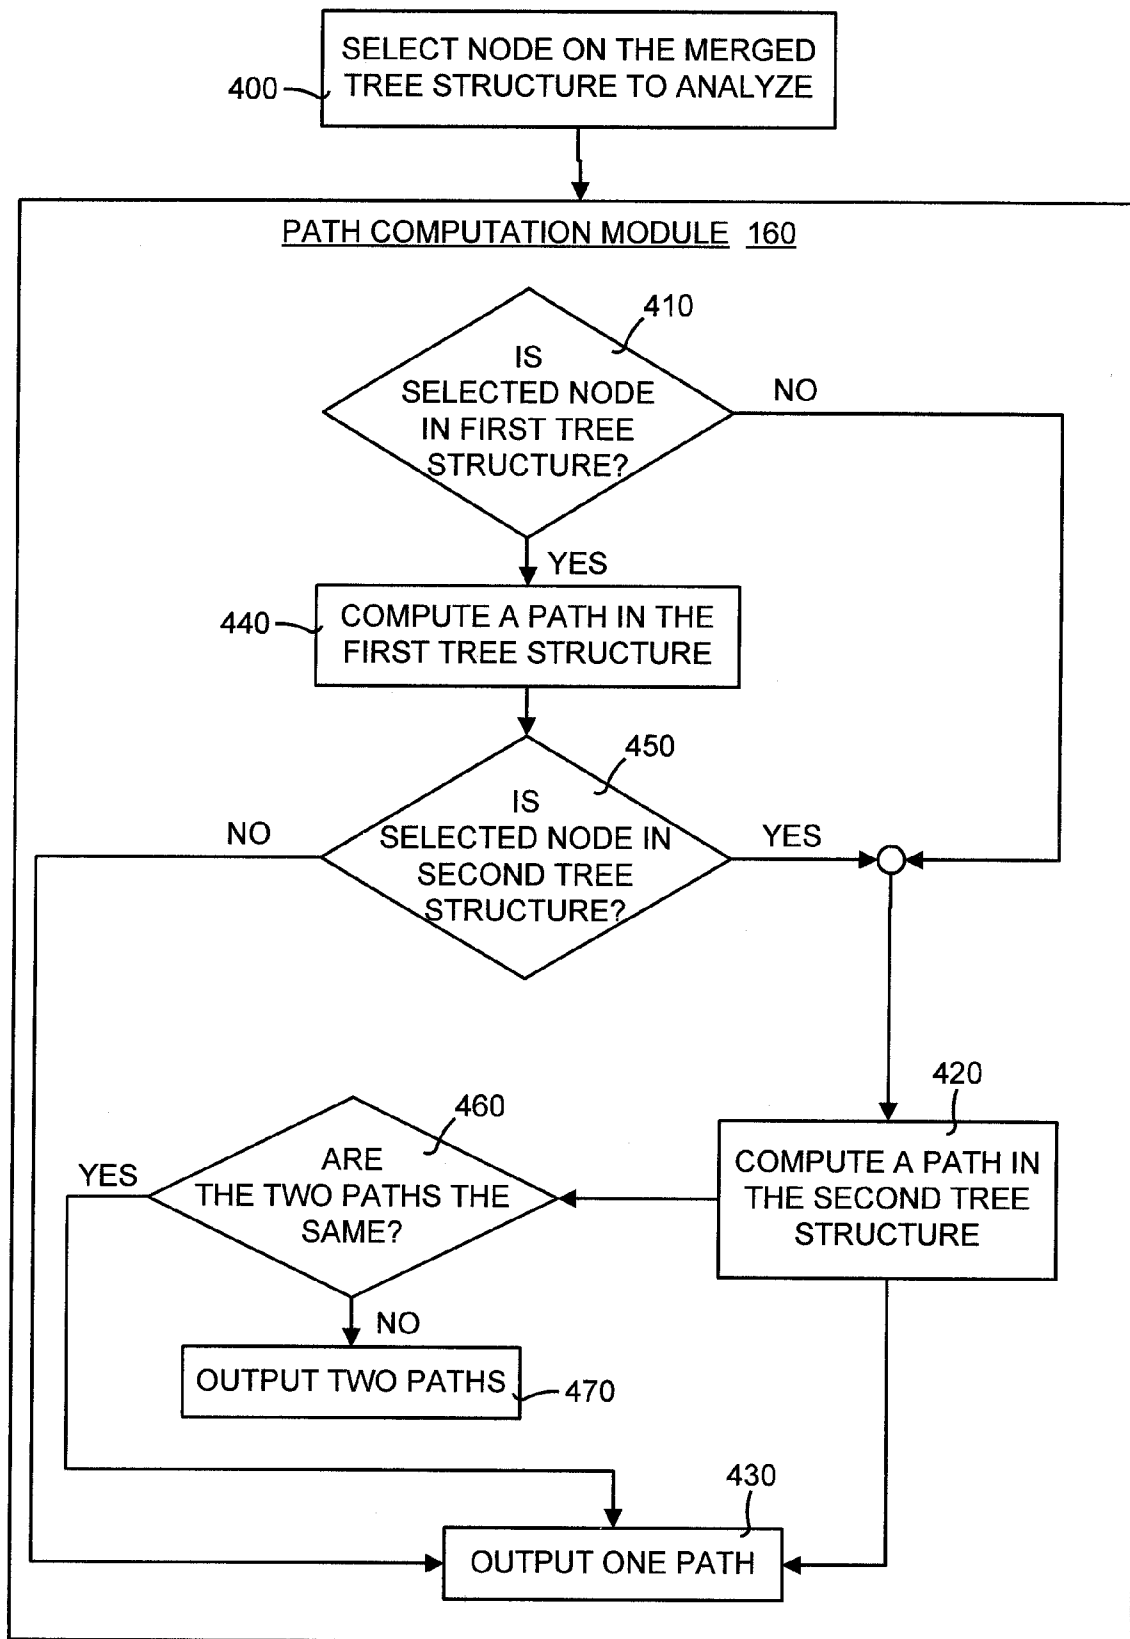 SELECT NODE ON THE MERGED
TREE STRUCTURE TO ANALYZE
400
PATH COMPUTATION MODULE 160
410
IS
SELECTED NODE
IN FIRST TREE
STRUCTURE?
NO
YES
440
COMPUTE A PATH IN THE
FIRST TREE STRUCTURE
450
IS
SELECTED NODE IN
SECOND TREE
STRUCTURE?
NO
YES
420
COMPUTE A PATH IN
THE SECOND TREE
STRUCTURE
460
ARE
THE TWO PATHS THE
SAME?
YES
NO
OUTPUT TWO PATHS
470
430
OUTPUT ONE PATH